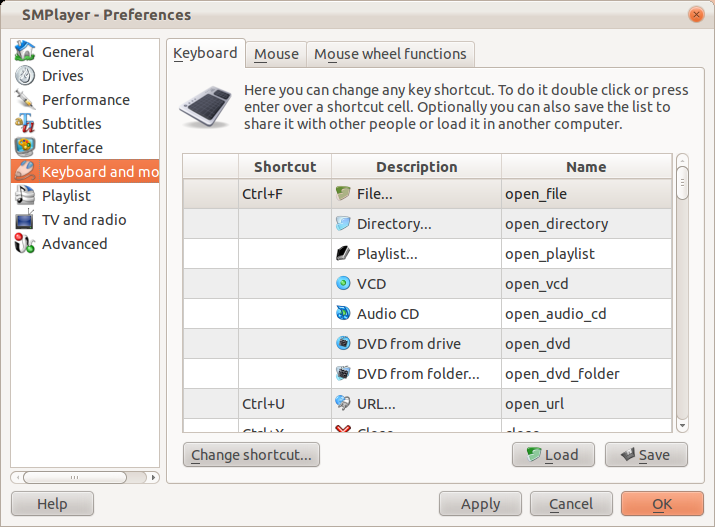 SMPlayer - Preferences
General
Drives
Performance
Subtitles
Interface
Keyboard and mo
Playlist
TV and radio
Advanced
Keyboard
Mouse
Mouse wheel functions
Here you can change any key shortcut. To do it double click or press
enter over a shortcut cell. Optionally you can also save the list to
share it with other people or load it in another computer.
Shortcut Description Name
Ctrl+F File... open_file
Directory... open_directory
Playlist... open_playlist
VCD open_vcd
Audio CD open_audio_cd
DVD from drive open_dvd
DVD from folder... open_dvd_folder
Ctrl+U URL... open_url
Ctrl+X Close close
Change shortcut...
Load
Save
Help
Apply
Cancel
OK